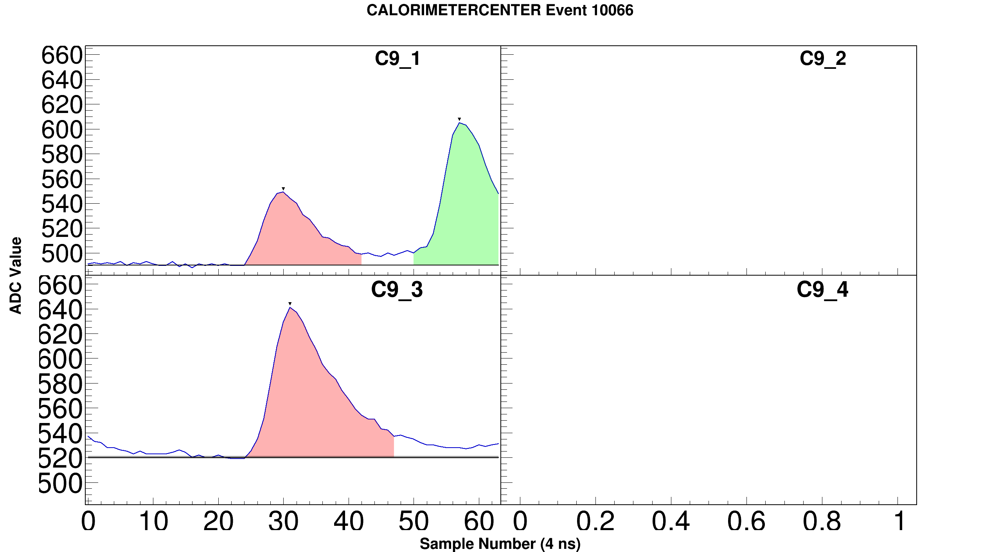 CALORIMETERCENTER Event 10066
C9_1
C9_2
660
640
620
600
580
560
540
520
500
ADC Value
C9_3
C9_4
660
640
620
600
580
560
540
520
500
0 10 20 30 40 50 60 0 0.2 0.4 0.6 0.8 1
Sample Number (4 ns)